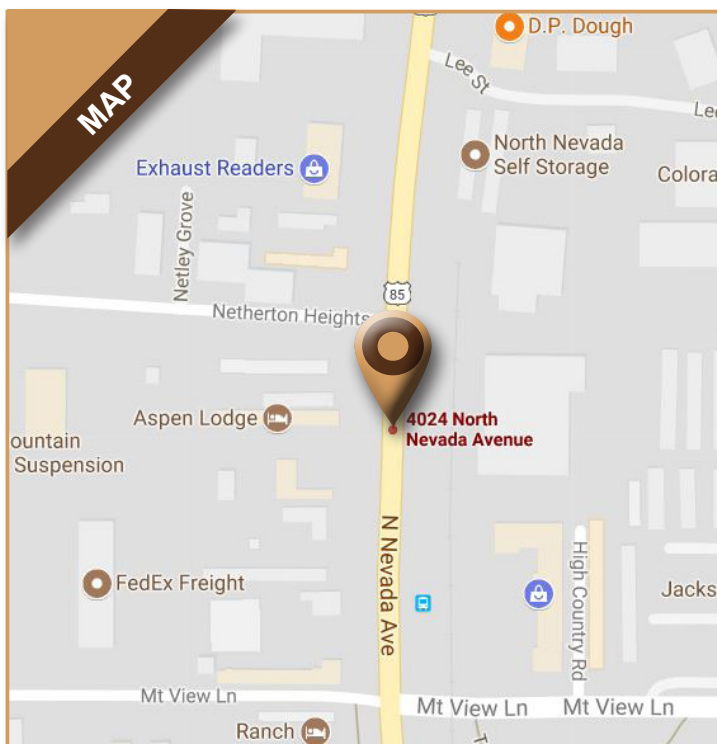 MAP
85
D.P. Dough
Lee St
Lee
Exhaust Readers
North Nevada
Self Storage
Colora
Netley Grove
85
Netherton Heights
Aspen Lodge
4024 North
Nevada Avenue
ountain
Suspension
N Nevada Ave
FedEx Freight
High Country Rd
Jacks
Mt View Ln
Mt View Ln
Mt View Ln
Ranch